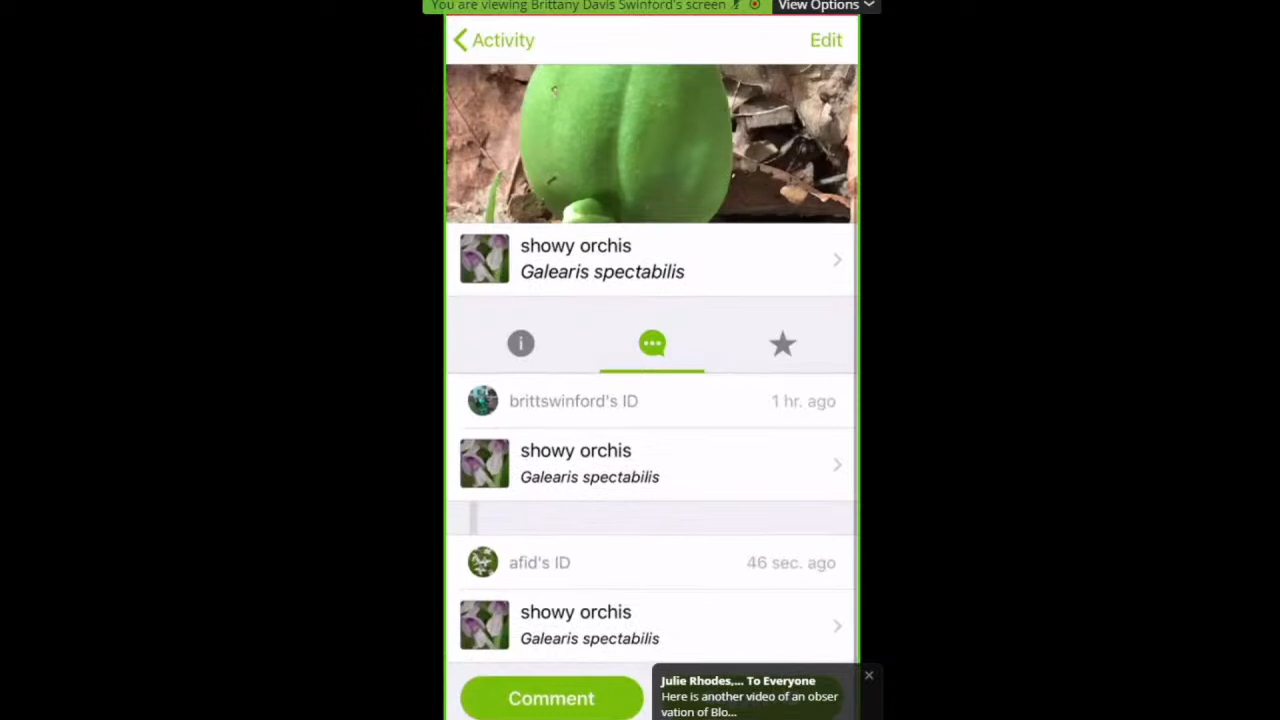 You are viewing Brittany Davis Swinford's screen
View Options
Activity
Edit
showy orchis
Galearis spectabilis
brittswinford's ID
1 hr. ago
showy orchis
Galearis spectabilis
afid's ID
46 sec. ago
showy orchis
Galearis spectabilis
Comment
Julie Rhodes,... To Everyone
Here is another video of an obser
vation of Blo...